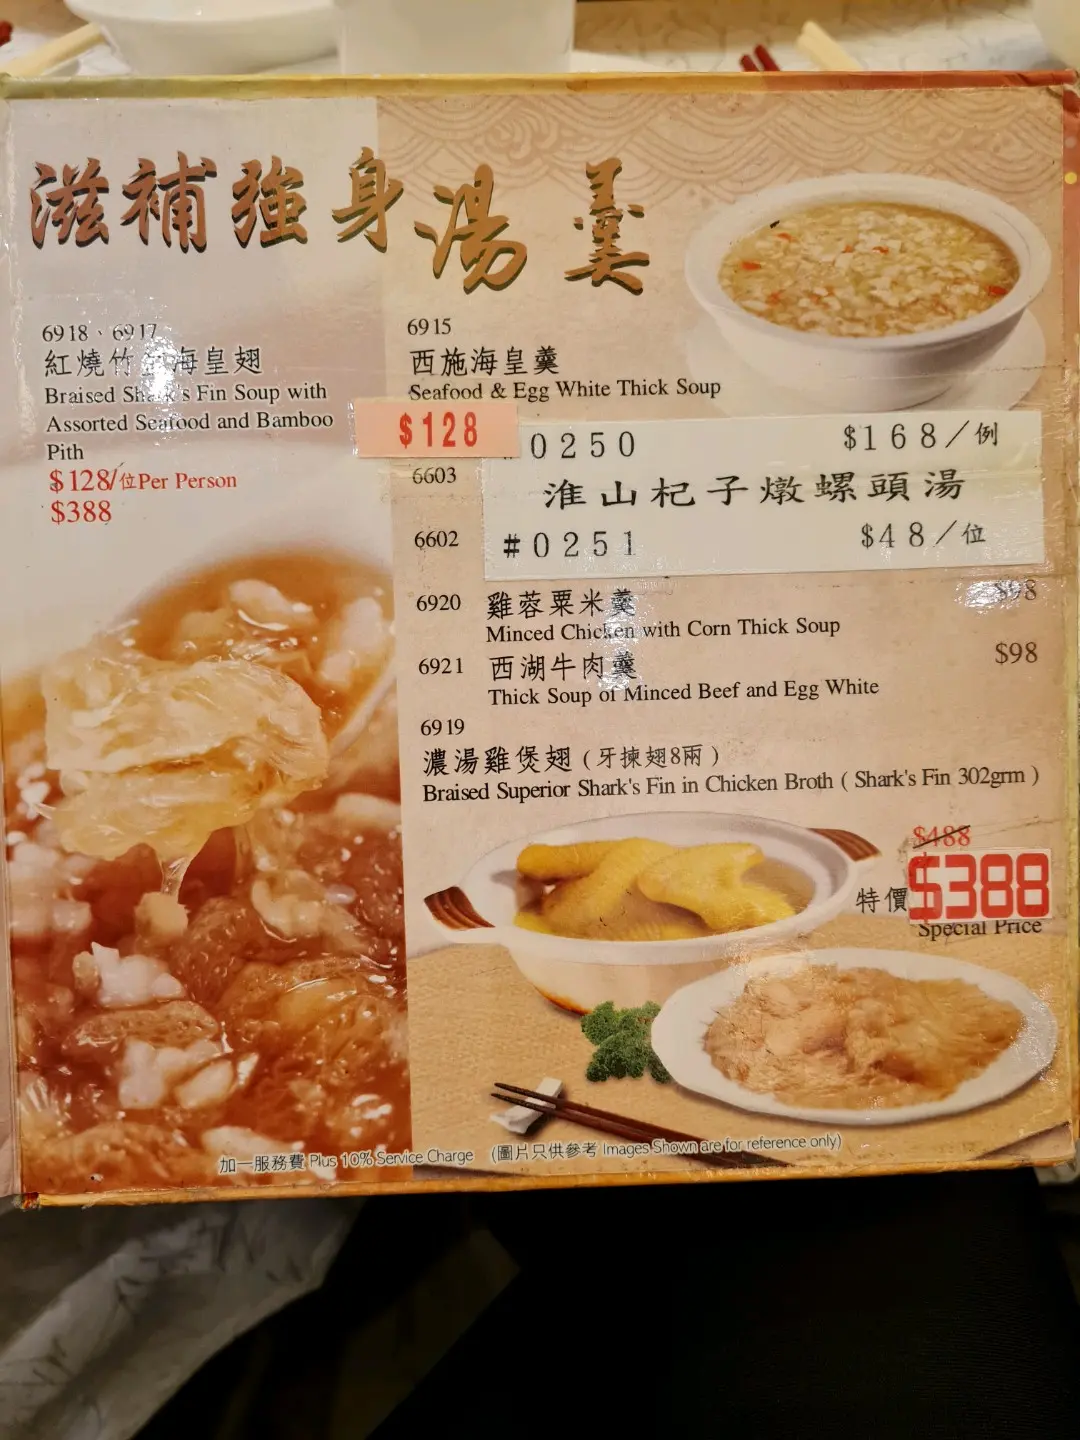 滋補強身湯羹
6918、6917
紅燒竹 海皇翅
Braised Shark's Fin Soup with
Assorted Seafood and Bamboo
Pith
$128/位Per Person
$388
6915
西施海皇羹
Seafood & Egg White Thick Soup
$128
0250 $168/例
6603
淮山杞子燉螺頭湯
6602
#0251 $48/位
6920 雞蓉粟米羹 $98
Minced Chicken with Corn Thick Soup
6921 西湖牛肉羹 $98
Thick Soup of Minced Beef and Egg White
6919
濃湯雞煲翅 (牙揀翅8兩)
Braised Superior Shark's Fin in Chicken Broth ( Shark's Fin 302grm )
$488
特價$388
Special Price
加一服務費 Plus 10% Service Charge (圖片只供參考 Images Shown are for reference only)